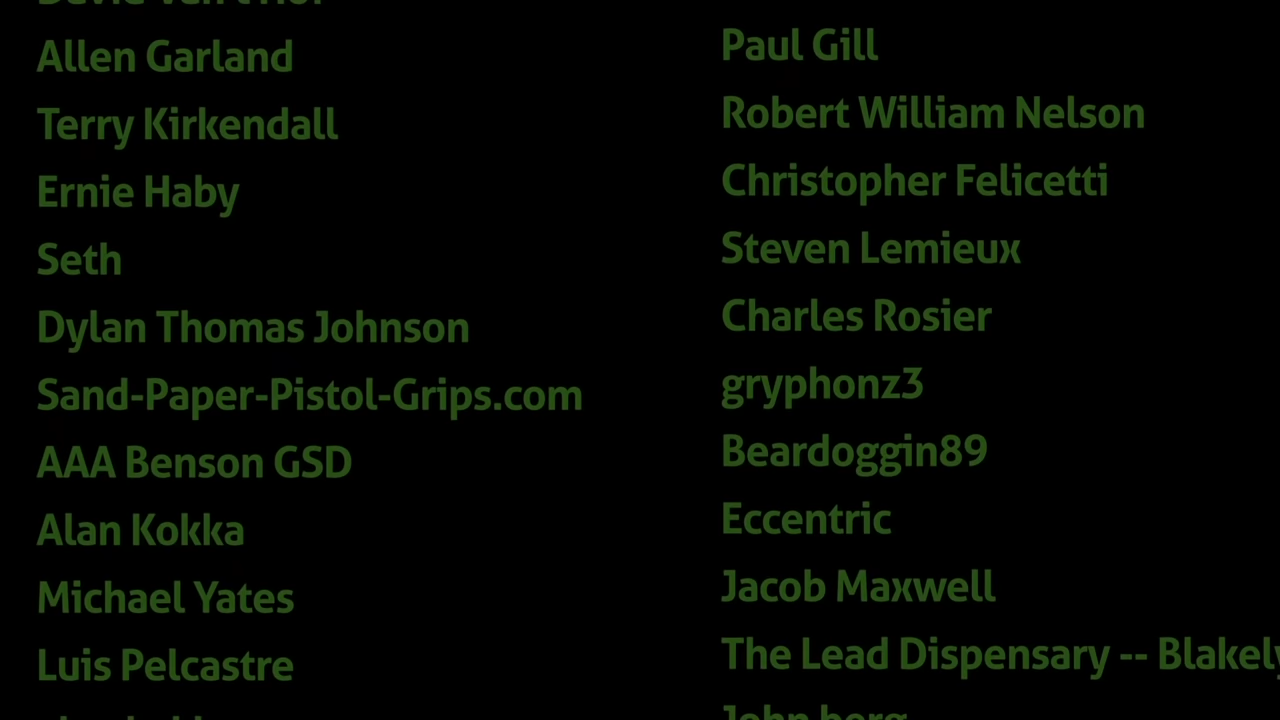 Allen Garland
Terry Kirkendall
Ernie Haby
Seth
Dylan Thomas Johnson
Sand-Paper-Pistol-Grips.com
AAA Benson GSD
Alan Kokka
Michael Yates
Luis Pelcastre
Paul Gill
Robert William Nelson
Christopher Felicetti
Steven Lemieux
Charles Rosier
gryphonz3
Beardoggin89
Eccentric
Jacob Maxwell
The Lead Dispensary -- Blakely
John berg